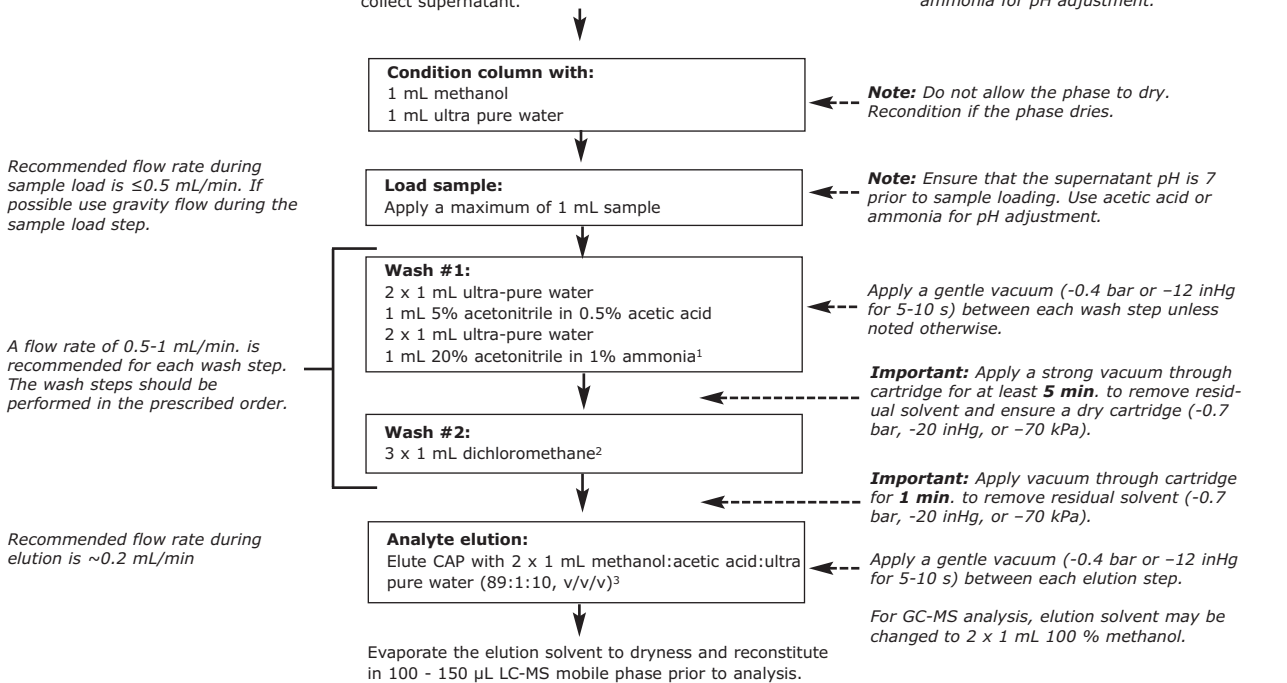 collect supernatant.
ammonia for pH adjustment.
Condition column with:
1 mL methanol
1 mL ultra pure water
Note: Do not allow the phase to dry.
Recondition if the phase dries.
Recommended flow rate during
sample load is ≤0.5 mL/min. If
possible use gravity flow during the
sample load step.
Load sample:
Apply a maximum of 1 mL sample
Note: Ensure that the supernatant pH is 7
prior to sample loading. Use acetic acid or
ammonia for pH adjustment.
Wash #1:
2 x 1 mL ultra-pure water
1 mL 5% acetonitrile in 0.5% acetic acid
2 x 1 mL ultra-pure water
1 mL 20% acetonitrile in 1% ammonia¹
Apply a gentle vacuum (-0.4 bar or –12 inHg
for 5-10 s) between each wash step unless
noted otherwise.
A flow rate of 0.5-1 mL/min. is
recommended for each wash step.
The wash steps should be
performed in the prescribed order.
Important: Apply a strong vacuum through
cartridge for at least 5 min. to remove resid-
ual solvent and ensure a dry cartridge (-0.7
bar, -20 inHg, or –70 kPa).
Wash #2:
3 x 1 mL dichloromethane²
Important: Apply vacuum through cartridge
for 1 min. to remove residual solvent (-0.7
bar, -20 inHg, or –70 kPa).
Recommended flow rate during
elution is ~0.2 mL/min
Analyte elution:
Elute CAP with 2 x 1 mL methanol:acetic acid:ultra
pure water (89:1:10, v/v/v)³
Apply a gentle vacuum (-0.4 bar or –12 inHg
for 5-10 s) between each elution step.
For GC-MS analysis, elution solvent may be
changed to 2 x 1 mL 100 % methanol.
Evaporate the elution solvent to dryness and reconstitute
in 100 - 150 µL LC-MS mobile phase prior to analysis.